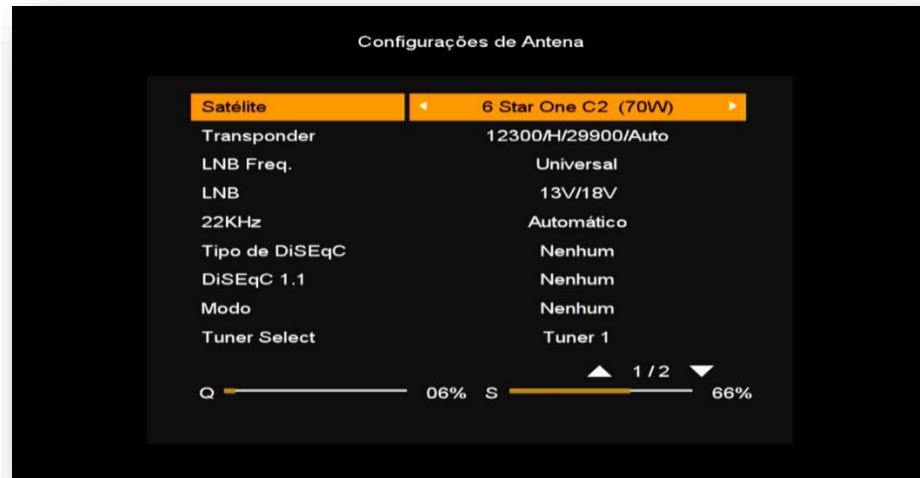 Configurações de Antena
Satélite 6 Star One C2 (70W)
Transponder 12300/H/29900/Auto
LNB Freq. Universal
LNB 13V/18V
22KHz Automático
Tipo de DiSEqC Nenhum
DiSEqC 1.1 Nenhum
Modo Nenhum
Tuner Select Tuner 1
1/2
Q 06% S 66%